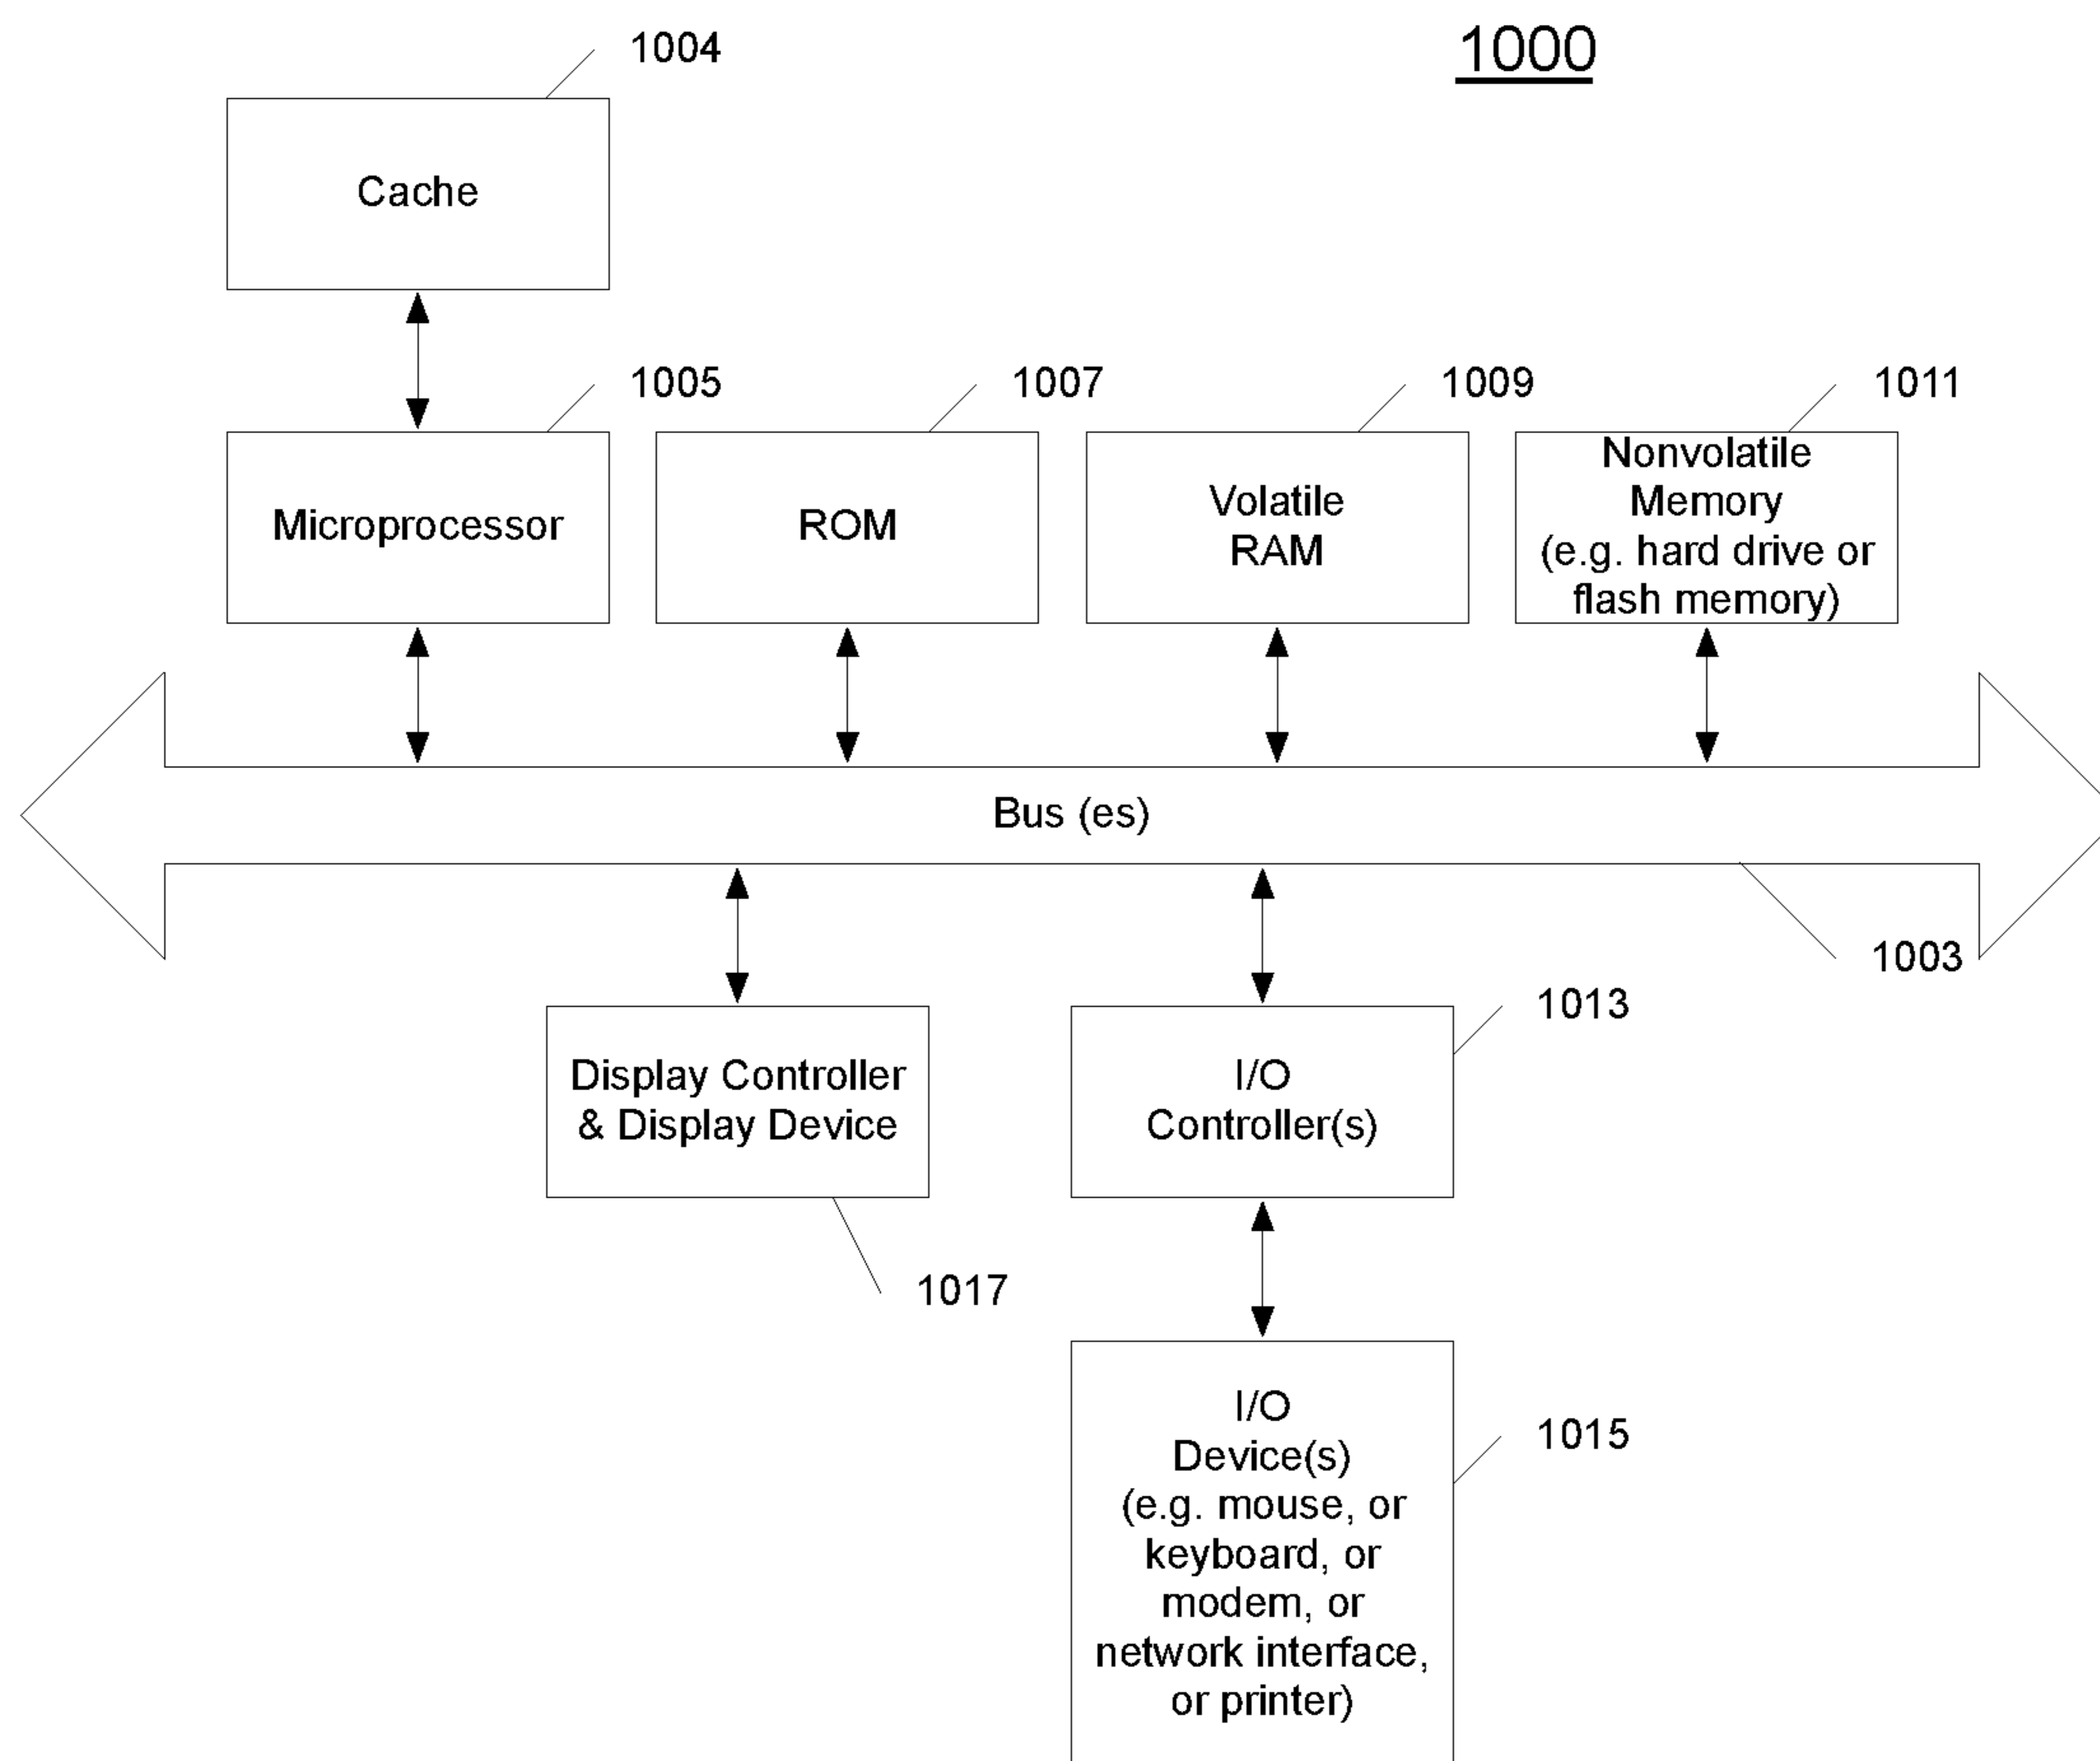 1004
1000
Cache
1005
1007
1009
1011
Microprocessor
ROM
Volatile
RAM
Nonvolatile
Memory
(e.g. hard drive or
flash memory)
Bus (es)
1003
1013
Display Controller
& Display Device
I/O
Controller(s)
1017
I/O
Device(s)
(e.g. mouse, or
keyboard, or
modem, or
network interface,
or printer)
1015